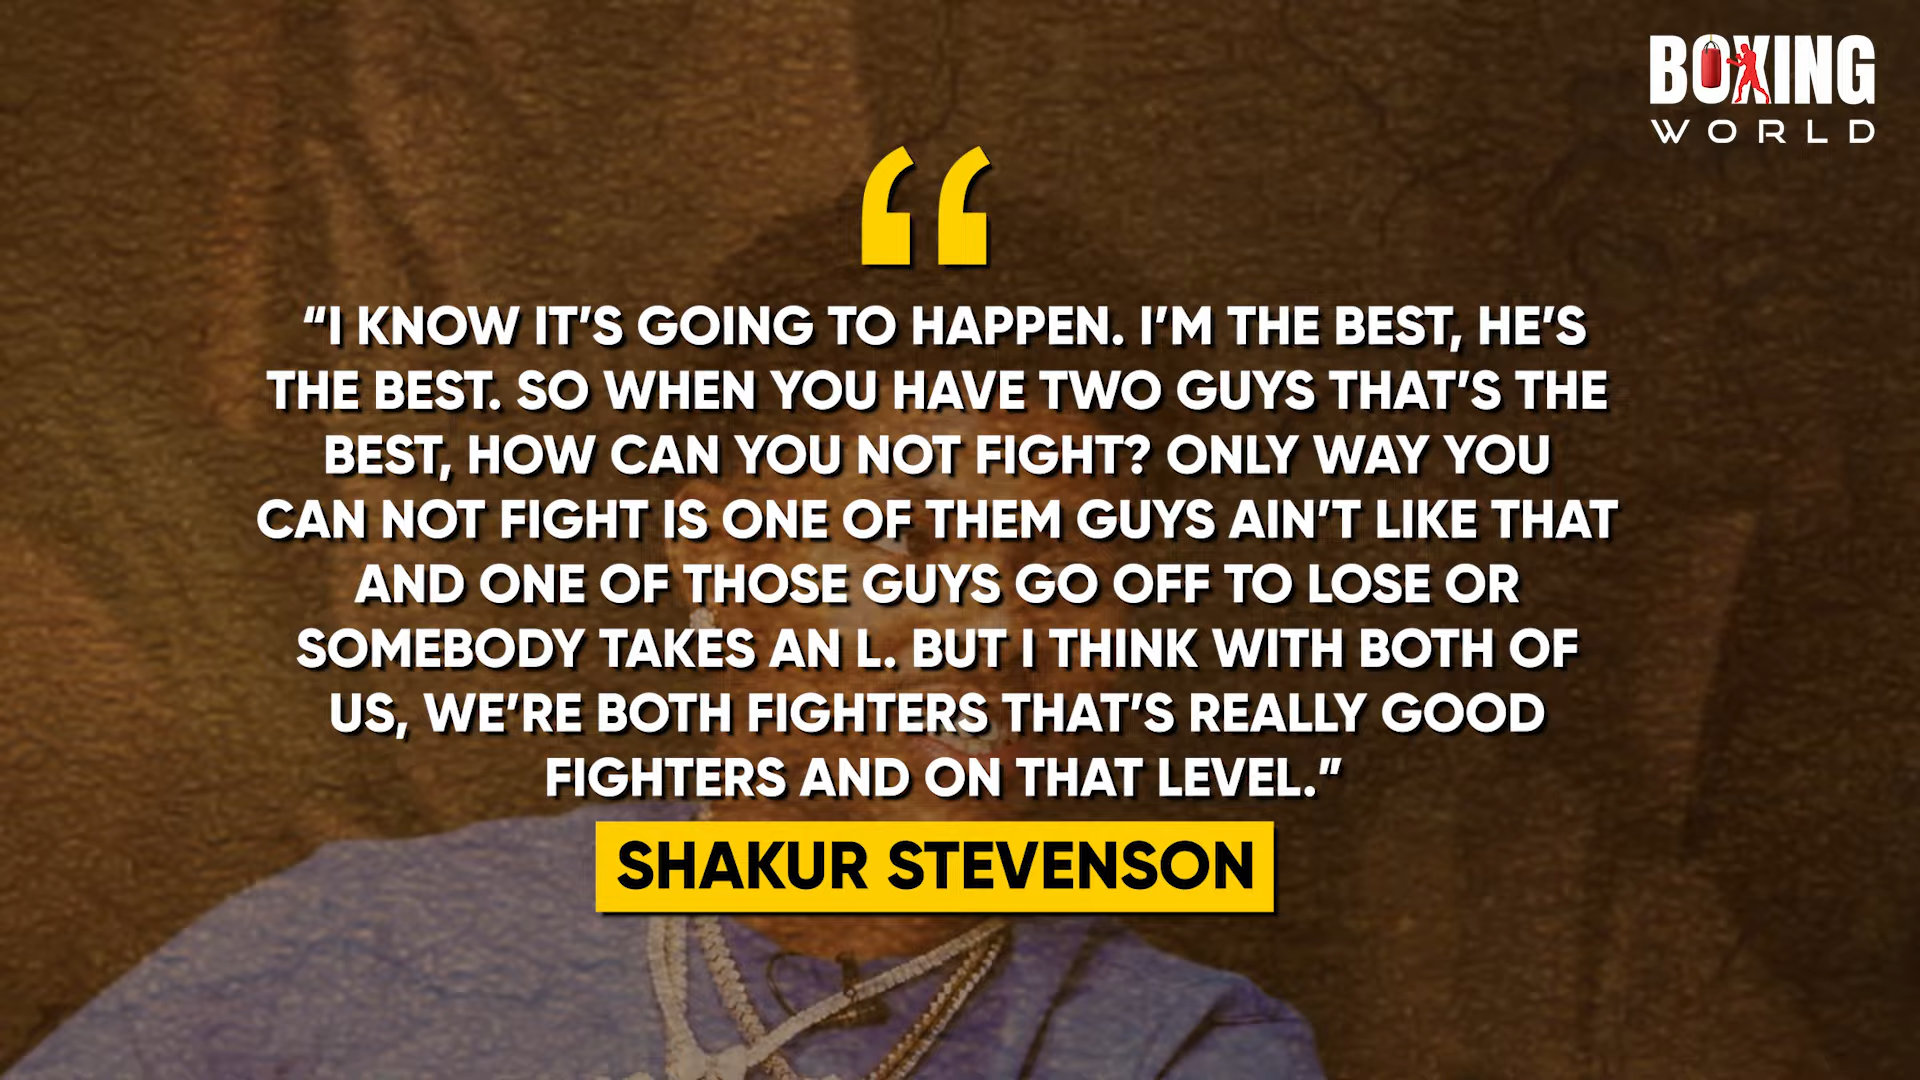 BOXING
WORLD
“
“I KNOW IT’S GOING TO HAPPEN. I’M THE BEST, HE’S
THE BEST. SO WHEN YOU HAVE TWO GUYS THAT’S THE
BEST, HOW CAN YOU NOT FIGHT? ONLY WAY YOU
CAN NOT FIGHT IS ONE OF THEM GUYS AIN’T LIKE THAT
AND ONE OF THOSE GUYS GO OFF TO LOSE OR
SOMEBODY TAKES AN L. BUT I THINK WITH BOTH OF
US, WE’RE BOTH FIGHTERS THAT’S REALLY GOOD
FIGHTERS AND ON THAT LEVEL.”
SHAKUR STEVENSON